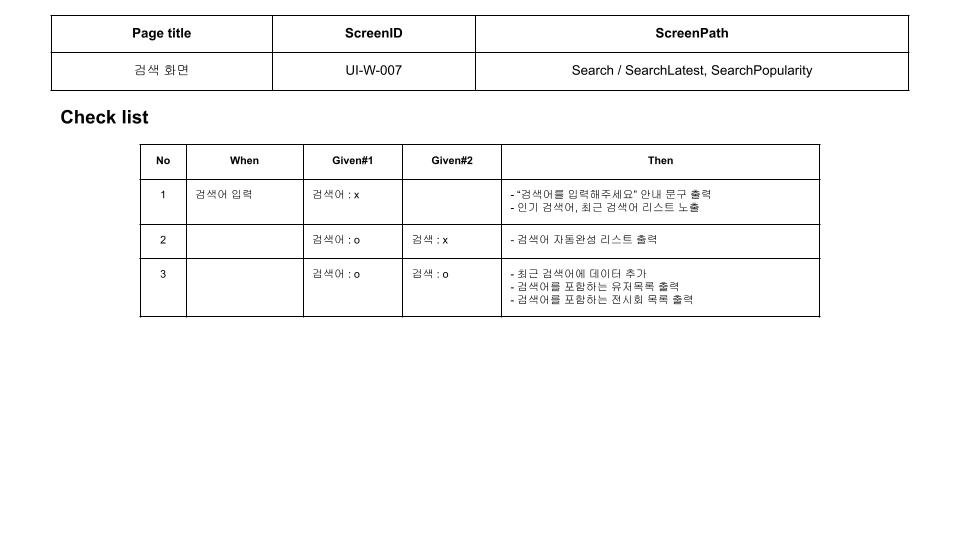 Page title ScreenID ScreenPath
검색 화면 UI-W-007 Search / SearchLatest, SearchPopularity
Check list
No When Given#1 Given#2 Then
1 검색어 입력 검색어 : x - “검색어를 입력해주세요” 안내 문구 출력
- 인기 검색어, 최근 검색어 리스트 노출
2 검색어 : o 검색 : x - 검색어 자동완성 리스트 출력
3 검색어 : o 검색 : o - 최근 검색어에 데이터 추가
- 검색어를 포함하는 유저목록 출력
- 검색어를 포함하는 전시회 목록 출력